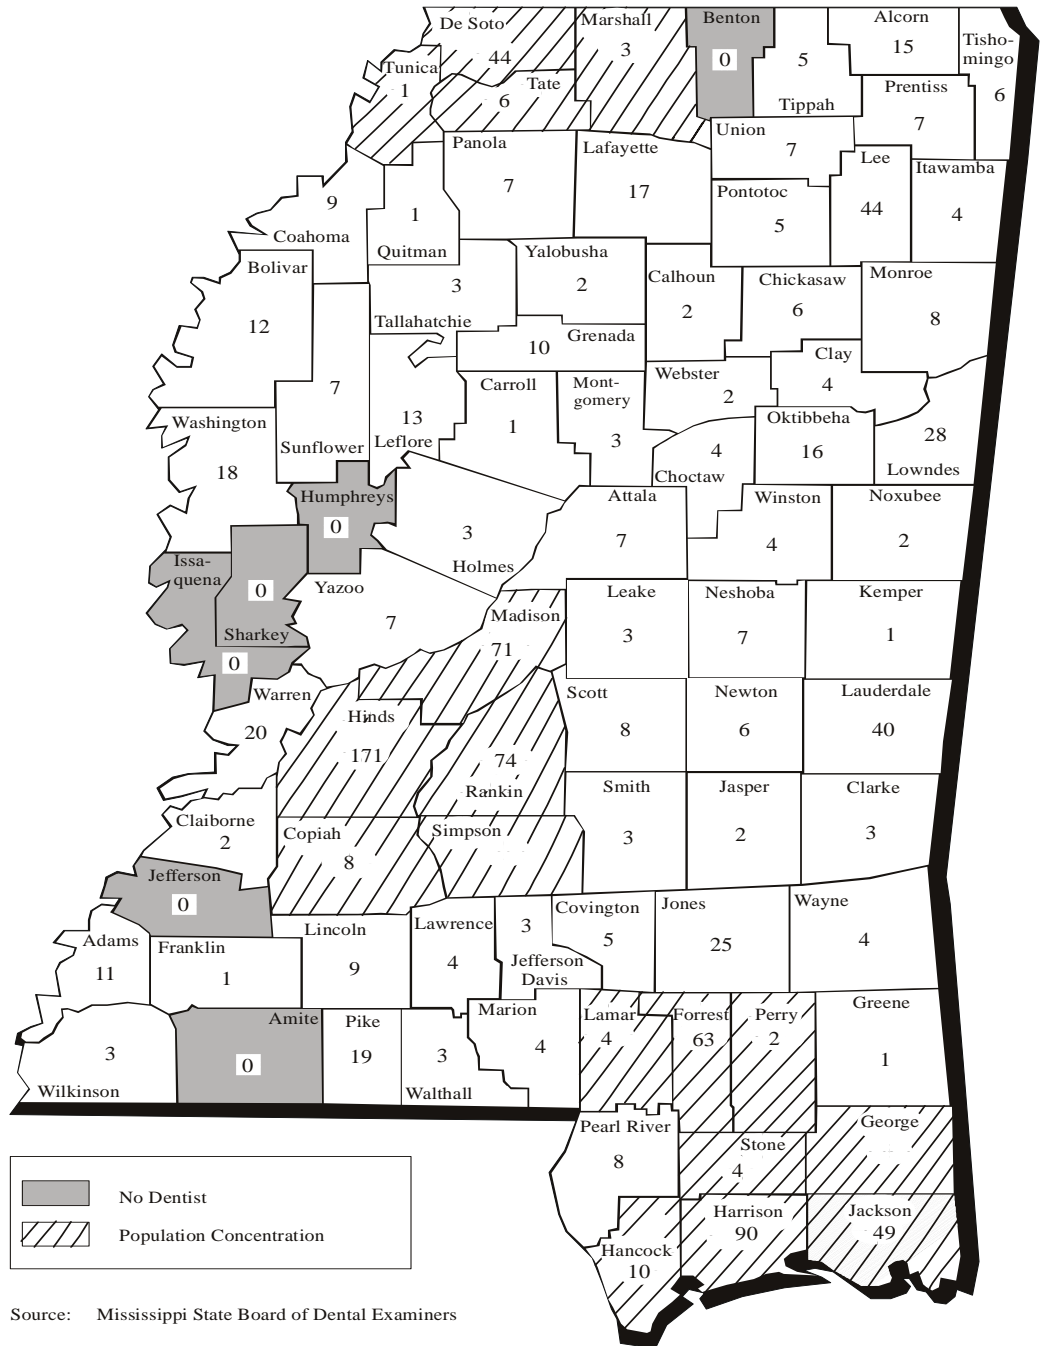 De Soto
44
Marshall
3
Benton
0
5
Tippah
Alcorn
15
Tisho-
mingo
6
Tunica
1
Tate
6
Prentiss
7
Union
7
Panola
7
Lafayette
17
Lee
44
Itawamba
4
Pontotoc
5
9
Coahoma
1
Quitman
Bolivar
12
3
Tallahatchie
Yalobusha
2
Calhoun
2
Chickasaw
6
Monroe
8
10
Grenada
7
Sunflower
13
Leflore
Carroll
1
Mont-
gomery
3
Webster
2
Clay
4
Washington
18
4
Choctaw
Oktibbeha
16
28
Lowndes
Humphreys
0
3
Holmes
Attala
7
Winston
4
Noxubee
2
Issa-
quena
0
0
Sharkey
Yazoo
7
Madison
71
Leake
3
Neshoba
7
Kemper
1
Warren
20
Hinds
171
74
Rankin
Scott
8
Newton
6
Lauderdale
40
Claiborne
2
Copiah
8
Simpson
Smith
3
Jasper
2
Clarke
3
Jefferson
0
Adams
11
Franklin
1
Lincoln
9
Lawrence
4
3
Jefferson
Davis
Covington
5
Jones
25
Wayne
4
3
Wilkinson
Amite
0
Pike
19
3
Walthall
Marion
4
Lamar
4
Forrest
63
Perry
2
Greene
1
Pearl River
8
Stone
4
George
Hancock
10
Harrison
90
Jackson
49
No Dentist
Population Concentration
Source: Mississippi State Board of Dental Examiners